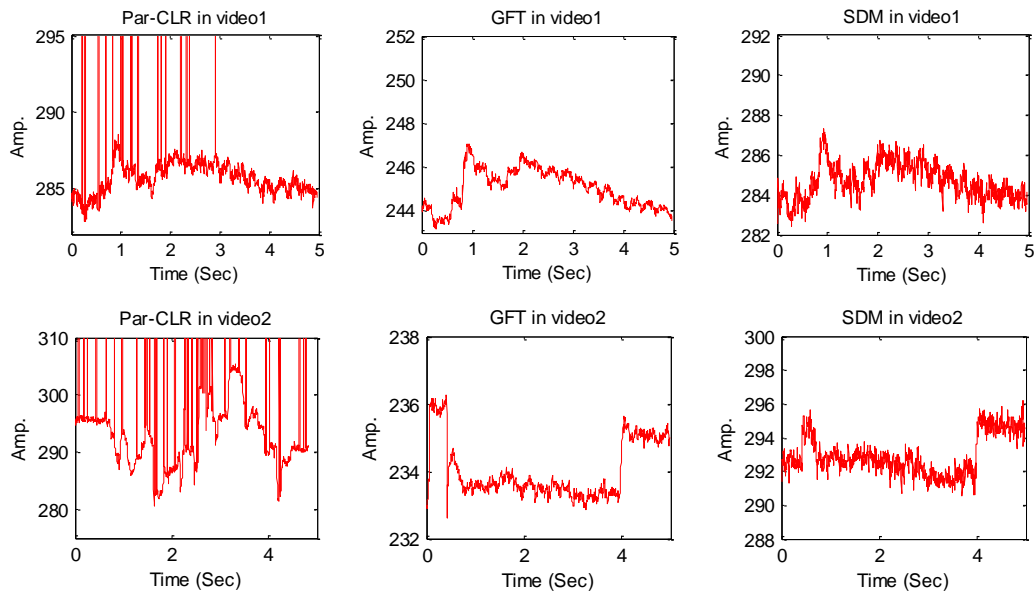 Par-CLR in video1
295
290
285
Amp.
0 1 2 3 4 5
Time (Sec)
GFT in video1
252
250
248
246
244
Amp.
0 1 2 3 4 5
Time (Sec)
SDM in video1
292
290
288
286
284
282
Amp.
0 1 2 3 4 5
Time (Sec)
Par-CLR in video2
310
300
290
280
Amp.
0 2 4
Time (Sec)
GFT in video2
238
236
234
232
Amp.
0 2 4
Time (Sec)
SDM in video2
300
298
296
294
292
290
288
Amp.
0 2 4
Time (Sec)